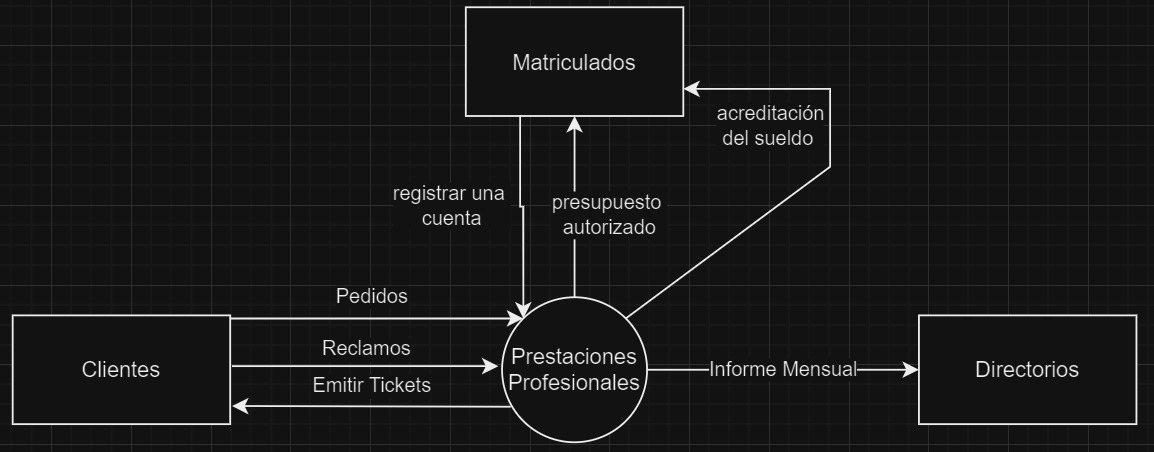 Matriculados
acreditación
del sueldo
registrar una
cuenta
presupuesto
autorizado
Pedidos
Reclamos
Emitir Tickets
Clientes
Prestaciones
Profesionales
Informe Mensual
Directorios